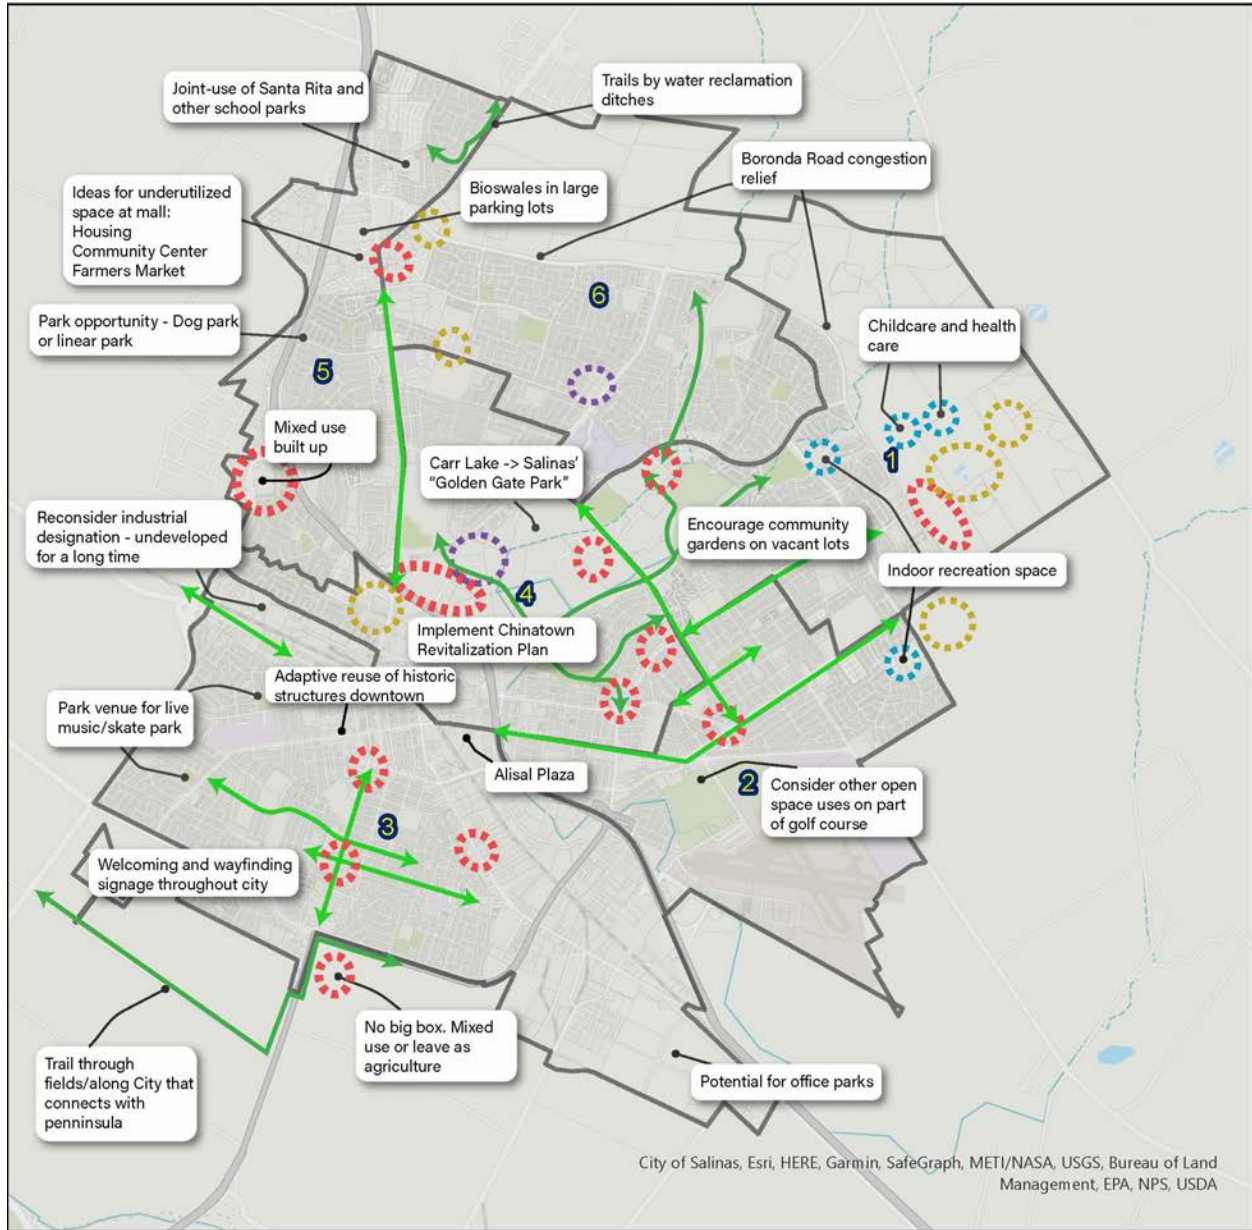 Joint-use of Santa Rita and
other school parks
Trails by water reclamation
ditches
Boronda Road congestion
relief
Ideas for underutilized
space at mall:
Housing
Community Center
Farmers Market
Bioswales in large
parking lots
6
Childcare and health
care
Park opportunity - Dog park
or linear park
5
Mixed use
built up
Carr Lake -> Salinas'
"Golden Gate Park"
1
Reconsider industrial
designation - undeveloped
for a long time
Encourage community
gardens on vacant lots
Indoor recreation space
4
Implement Chinatown
Revitalization Plan
Adaptive reuse of historic
structures downtown
Park venue for live
music/skate park
Alisal Plaza
2
Consider other open
space uses on part
of golf course
3
Welcoming and wayfinding
signage throughout city
No big box. Mixed
use or leave as
agriculture
Trail through
fields/along City that
connects with
penninsula
Potential for office parks
City of Salinas, Esri, HERE, Garmin, SafeGraph, METI/NASA, USGS, Bureau of Land
Management, EPA, NPS, USDA